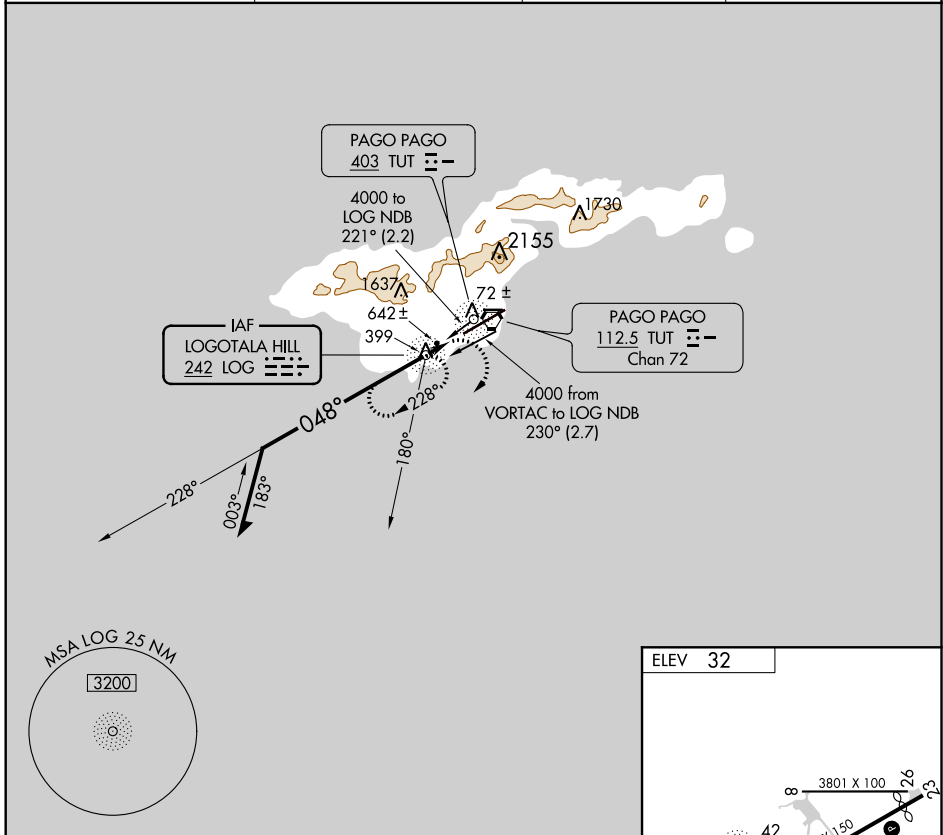 PAGO PAGO
403 TUT
4000 to
LOG NDB
221° (2.2)
1730
2155
1637
72 ±
642 ±
399
IAF
LOGOTALA HILL
242 LOG
PAGO PAGO
112.5 TUT
Chan 72
4000 from
VORTAC to LOG NDB
230° (2.7)
048°
228°
180°
228°
003°
183°
MSA LOG 25 NM
3200
ELEV 32
3801 X 100
8
26
23
42
150
P